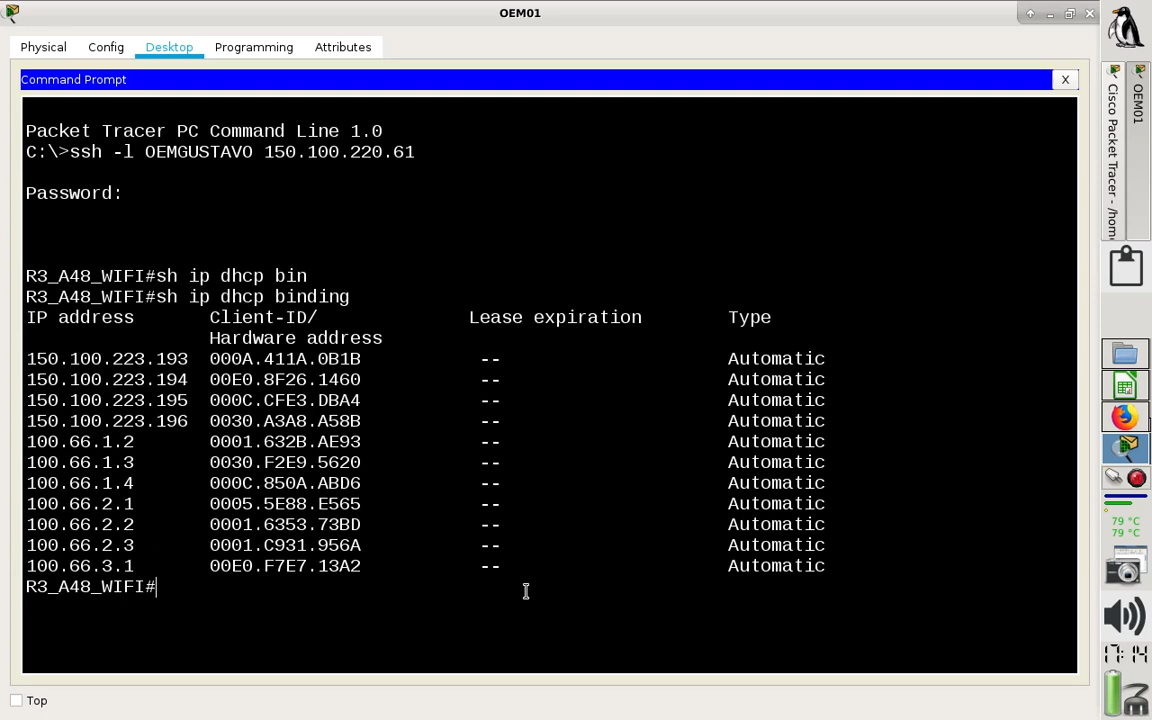 OEM01
Physical Config Desktop Programming Attributes
Command Prompt X
Packet Tracer PC Command Line 1.0
C:\>ssh -l OEMGUSTAVO 150.100.220.61
Password:
R3_A48_WIFI#sh ip dhcp bin
R3_A48_WIFI#sh ip dhcp binding
IP address Client-ID/ Lease expiration Type
Hardware address
150.100.223.193 000A.411A.0B1B -- Automatic
150.100.223.194 00E0.8F26.1460 -- Automatic
150.100.223.195 000C.CFE3.DBA4 -- Automatic
150.100.223.196 0030.A3A8.A58B -- Automatic
100.66.1.2 0001.632B.AE93 -- Automatic
100.66.1.3 0030.F2E9.5620 -- Automatic
100.66.1.4 000C.850A.ABD6 -- Automatic
100.66.2.1 0005.5E88.E565 -- Automatic
100.66.2.2 0001.6353.73BD -- Automatic
100.66.2.3 0001.C931.956A -- Automatic
100.66.3.1 00E0.F7E7.13A2 -- Automatic
R3_A48_WIFI#
Top
Cisco Packet Tracer - /hom
OEM01
79 °C
79 °C
17:14